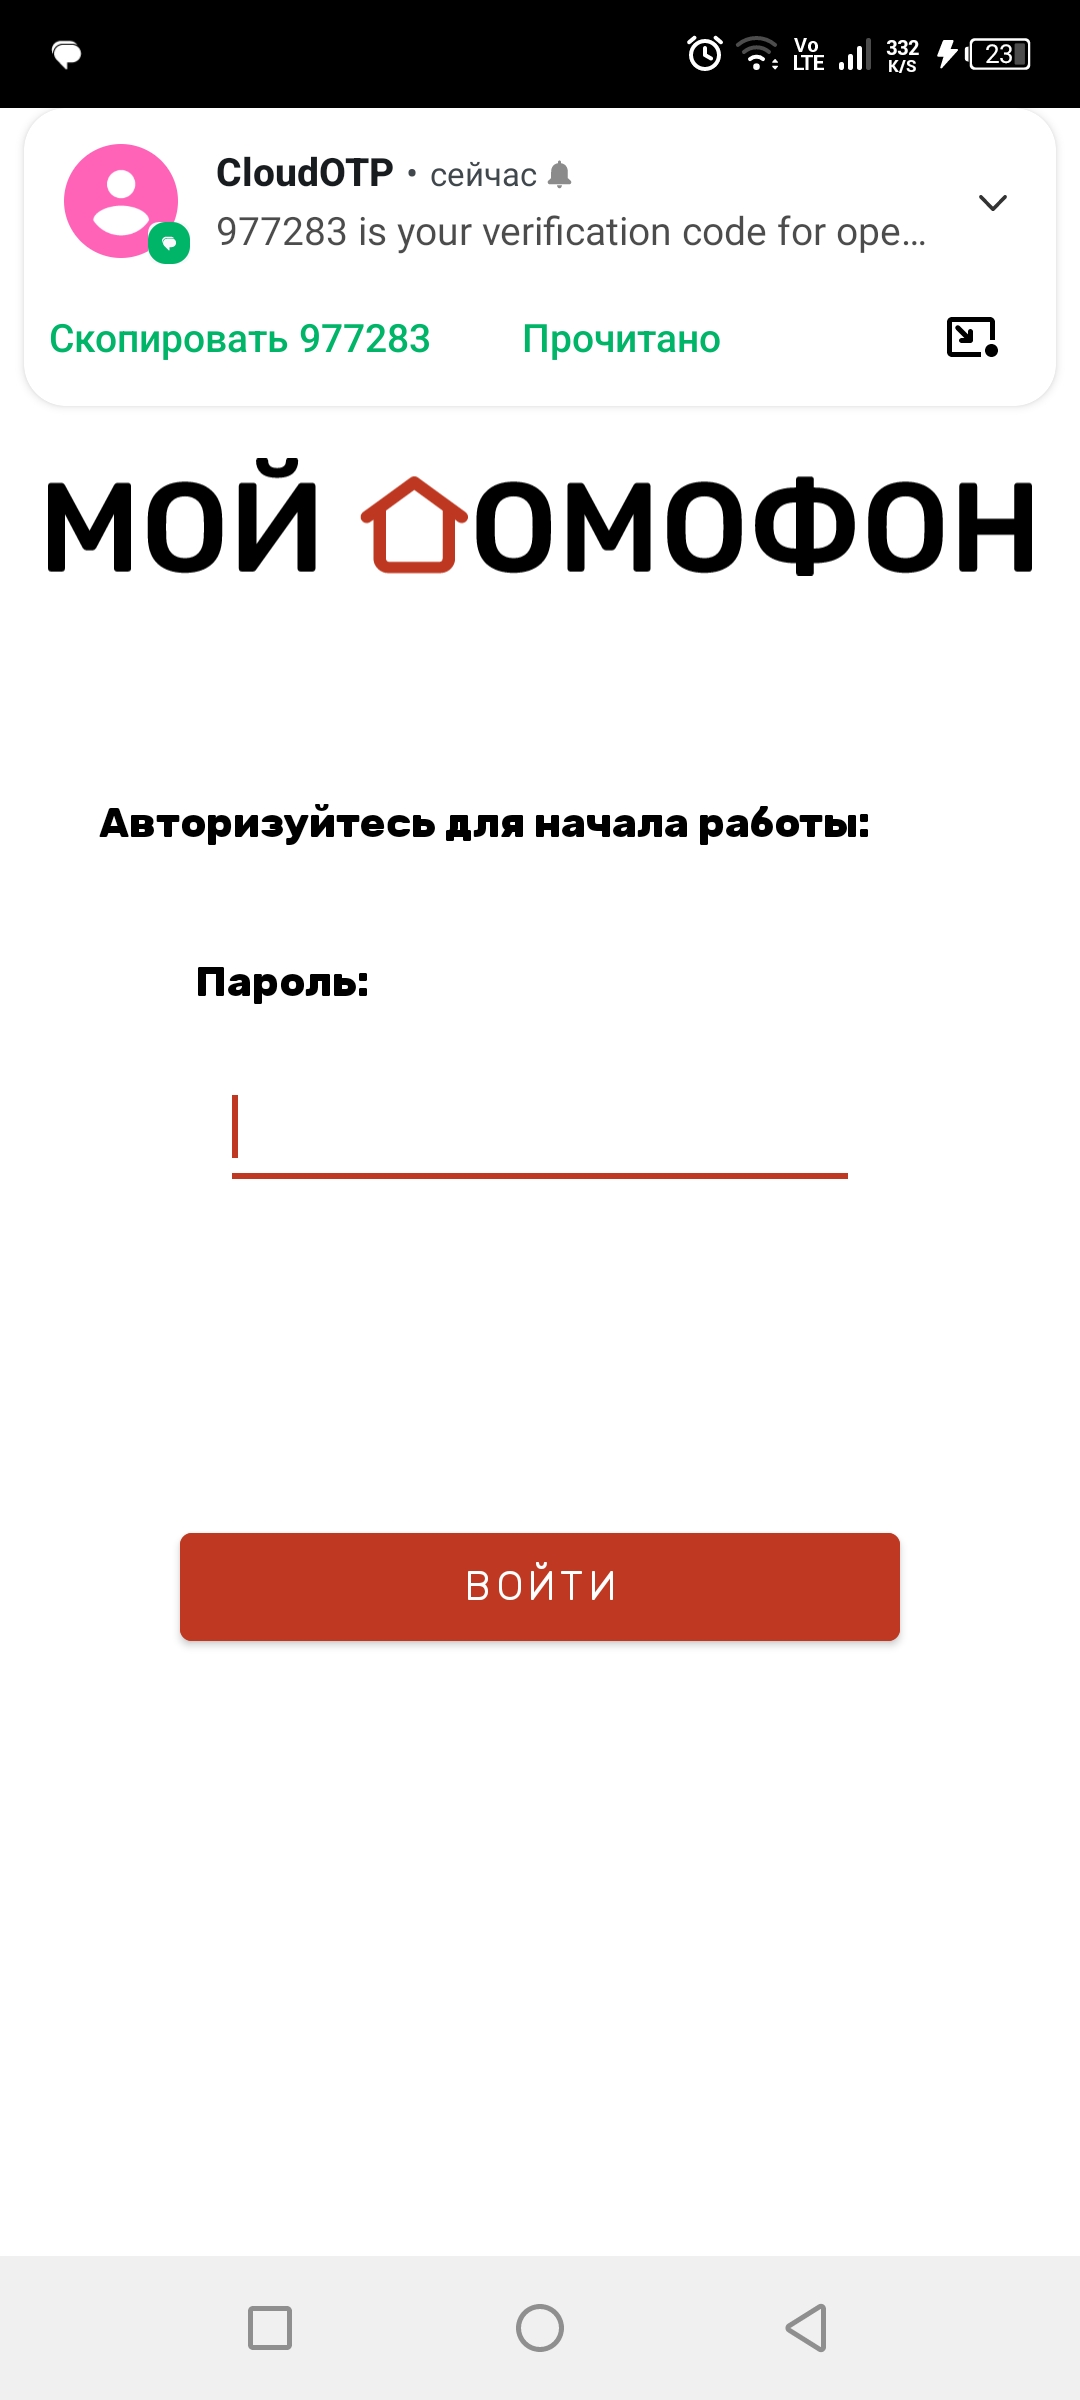 Vo LTE 332 K/S 23
CloudOTP • сейчас
977283 is your verification code for ope...
Скопировать 977283 Прочитано
МОЙ ОМОФОН
Авторизуйтесь для начала работы:
Пароль:
ВОЙТИ